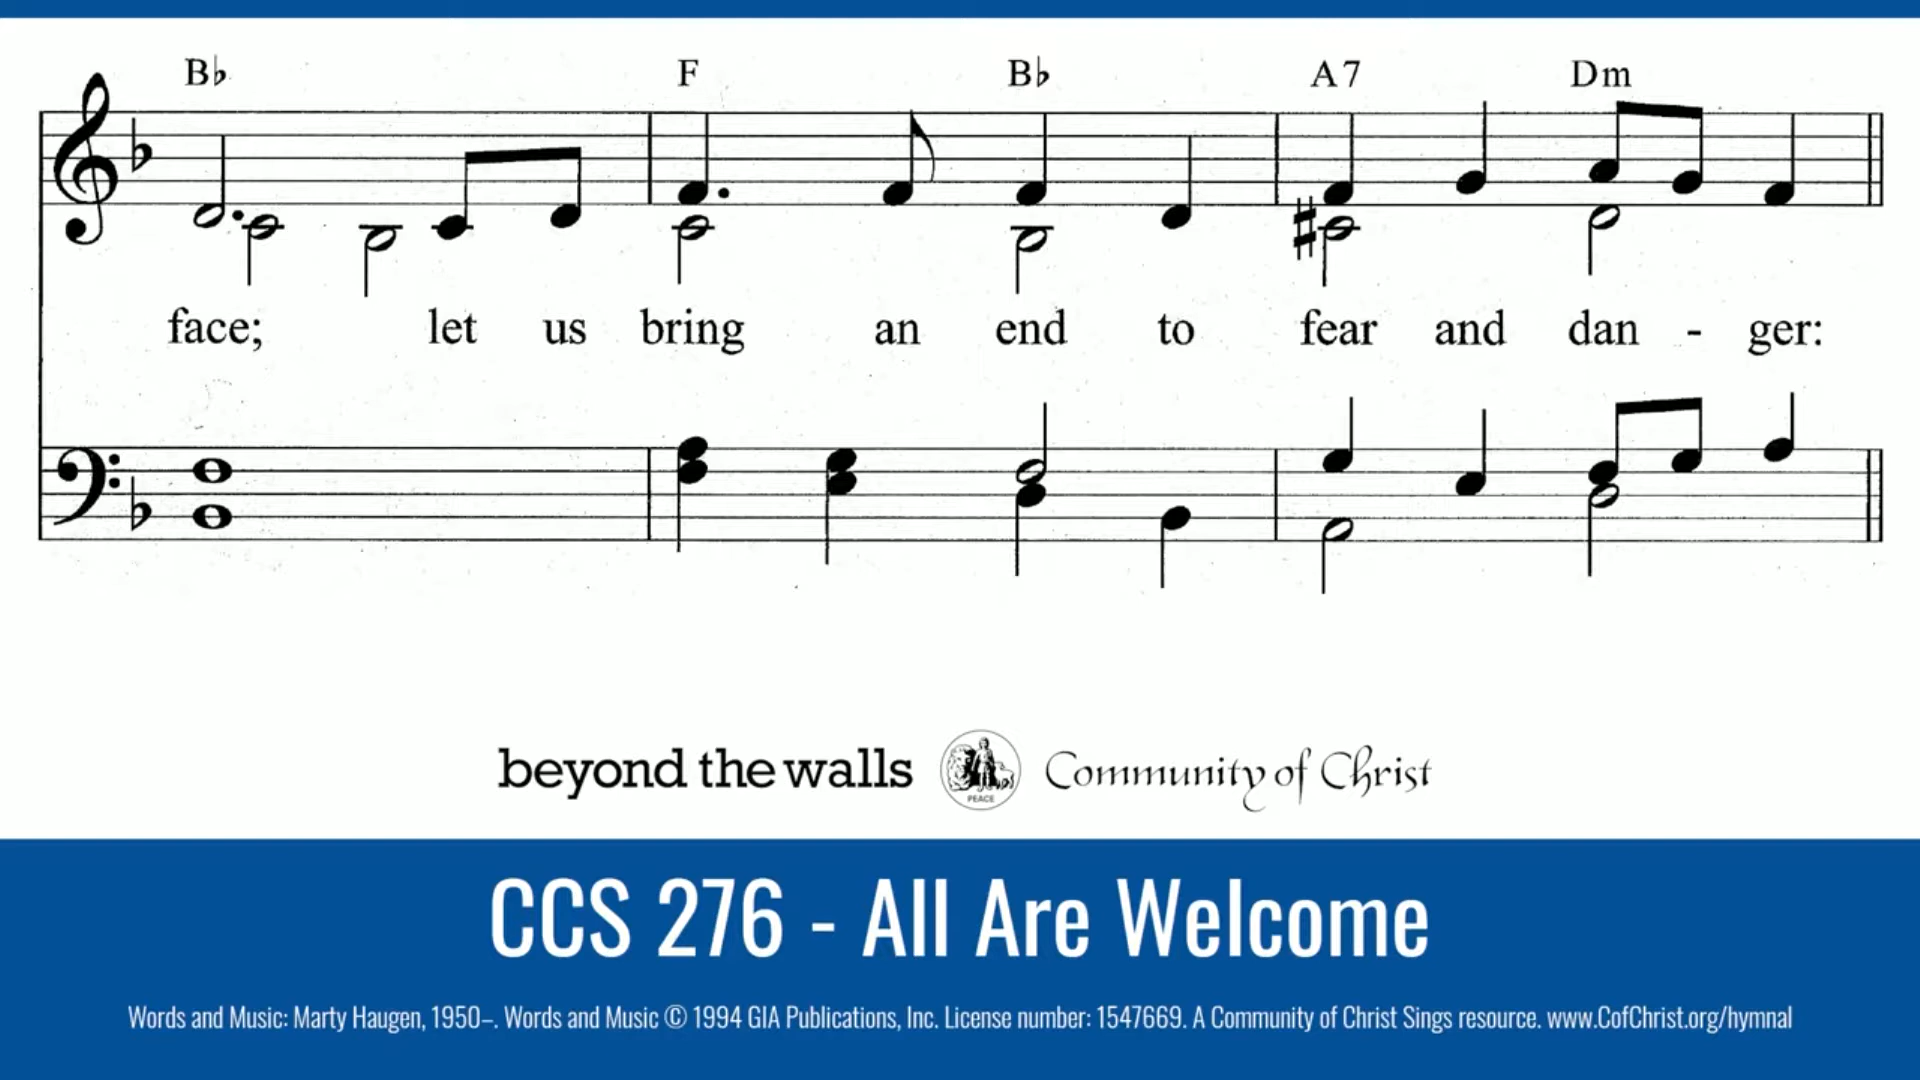 B♭ F B♭ A7 Dm
face; let us bring an end to fear and dan - ger:
beyond the walls PEACE Community of Christ
CCS 276 - All Are Welcome
Words and Music: Marty Haugen, 1950–. Words and Music © 1994 GIA Publications, Inc. License number: 1547669. A Community of Christ Sings resource. www.CofChrist.org/hymnal